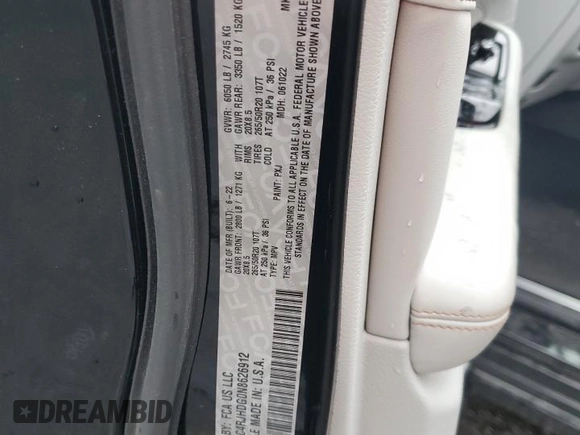 BY: FCA US LLC
DATE OF MFR (BUILT): 6-22
GVWR: 6050 LB / 2745 KG
GAWR FRONT: 2800 LB / 1271 KG WITH GAWR REAR: 3350 LB / 1520 KG
20X8.5 RIMS 20X8.5
265/50R20 107T TIRES 265/50R20 107T
AT 250 kPa / 36 PSI COLD AT 250 kPa / 36 PSI
TYPE: MPV PAINT: PXJ MDH: 061022
THIS VEHICLE CONFORMS TO ALL APPLICABLE U.S.A. FEDERAL MOTOR VEHICLE
STANDARDS IN EFFECT ON THE DATE OF MANUFACTURE SHOWN ABOVE
C4RJHDGDN8626912
LE MADE IN: U.S.A.
AUTOBIDMASTER